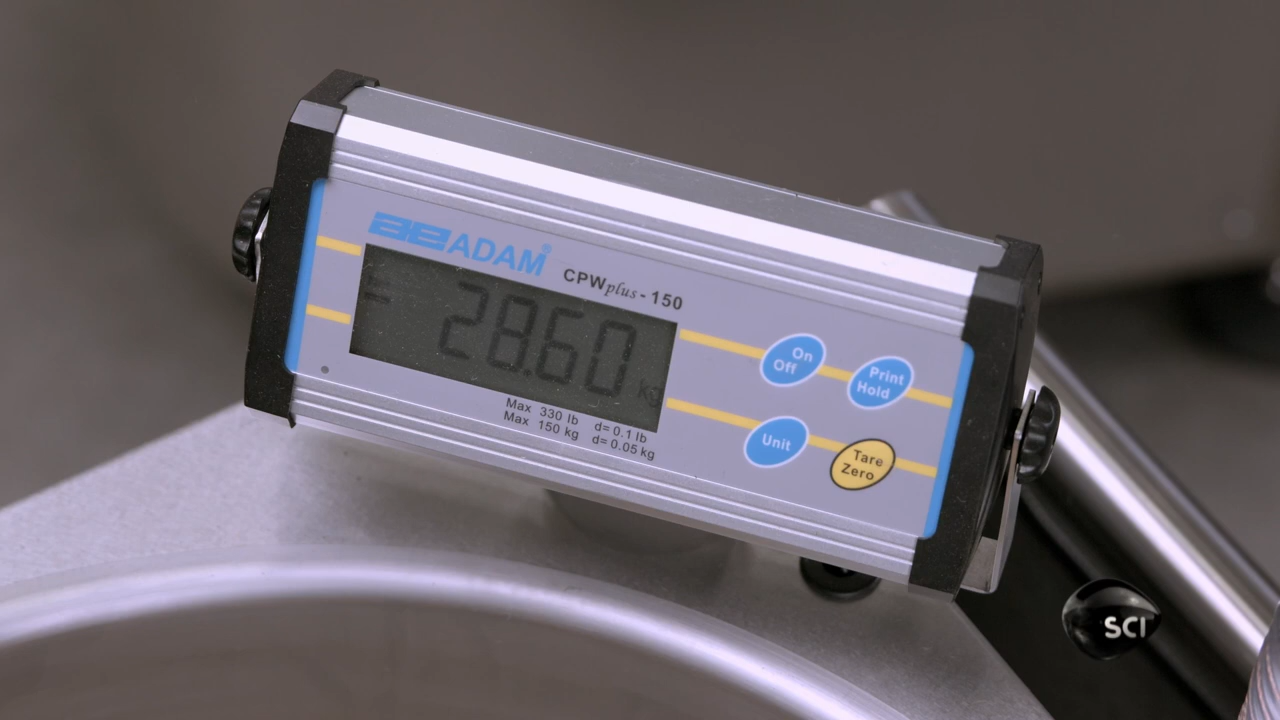 ae ADAM®
CPWplus-150
28.60 kg
Max 330 lb d= 0.1 lb
Max 150 kg d= 0.05 kg
On
Off
Print
Hold
Unit
Tare
Zero
SCI